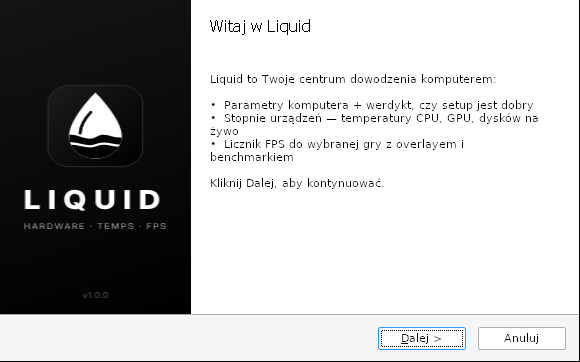 LIQUID
HARDWARE · TEMPS · FPS
v1.0.0
Witaj w Liquid
Liquid to Twoje centrum dowodzenia komputerem:
• Parametry komputera + werdykt, czy setup jest dobry
• Stopnie urządzeń — temperatury CPU, GPU, dysków na
żywo
• Licznik FPS do wybranej gry z overlayem i
benchmarkiem
Kliknij Dalej, aby kontynuować.
Dalej >
Anuluj